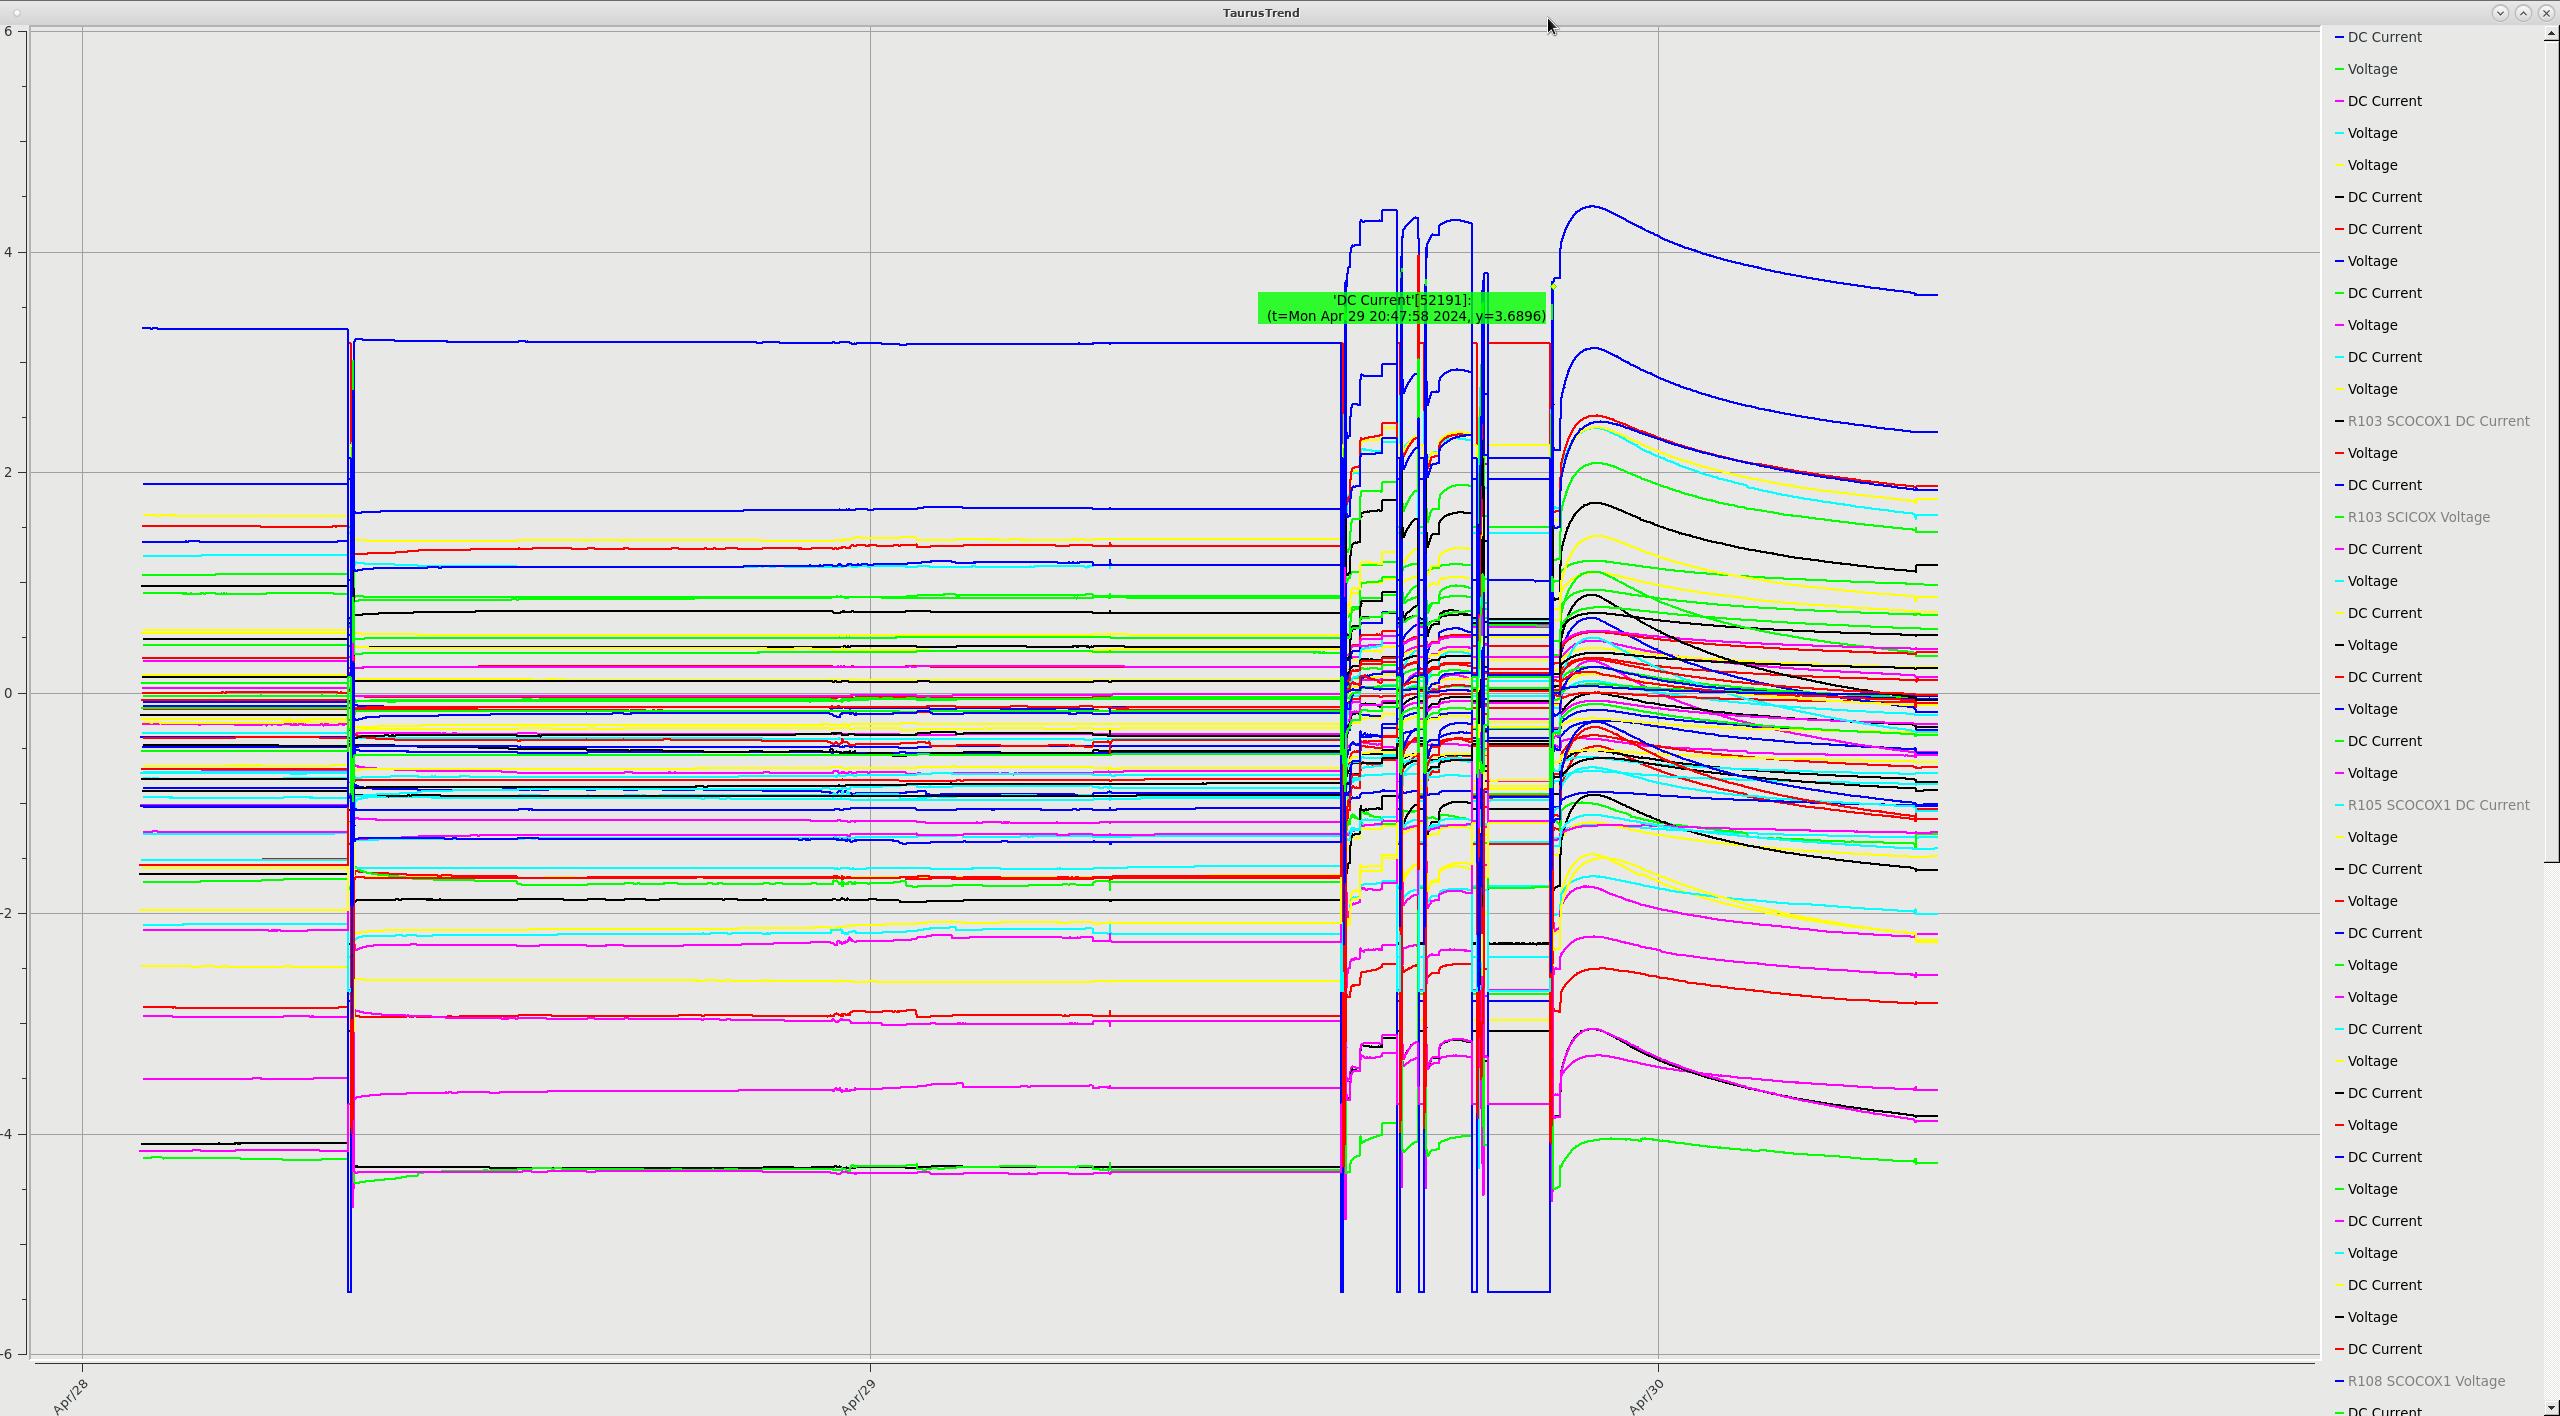 TaurusTrend
6
4
2
0
-2
-4
-6
'DC Current'[52191]:
(t=Mon Apr 29 20:47:58 2024, y=3.6896)
Apr/28
Apr/29
Apr/30
DC Current
Voltage
DC Current
Voltage
Voltage
DC Current
DC Current
Voltage
DC Current
Voltage
DC Current
Voltage
R103 SCOCOX1 DC Current
Voltage
DC Current
R103 SCICOX Voltage
DC Current
Voltage
DC Current
Voltage
DC Current
Voltage
DC Current
Voltage
R105 SCOCOX1 DC Current
Voltage
DC Current
Voltage
DC Current
Voltage
DC Current
DC Current
Voltage
DC Current
Voltage
DC Current
Voltage
DC Current
Voltage
DC Current
Voltage
DC Current
R108 SCOCOX1 Voltage
DC Current